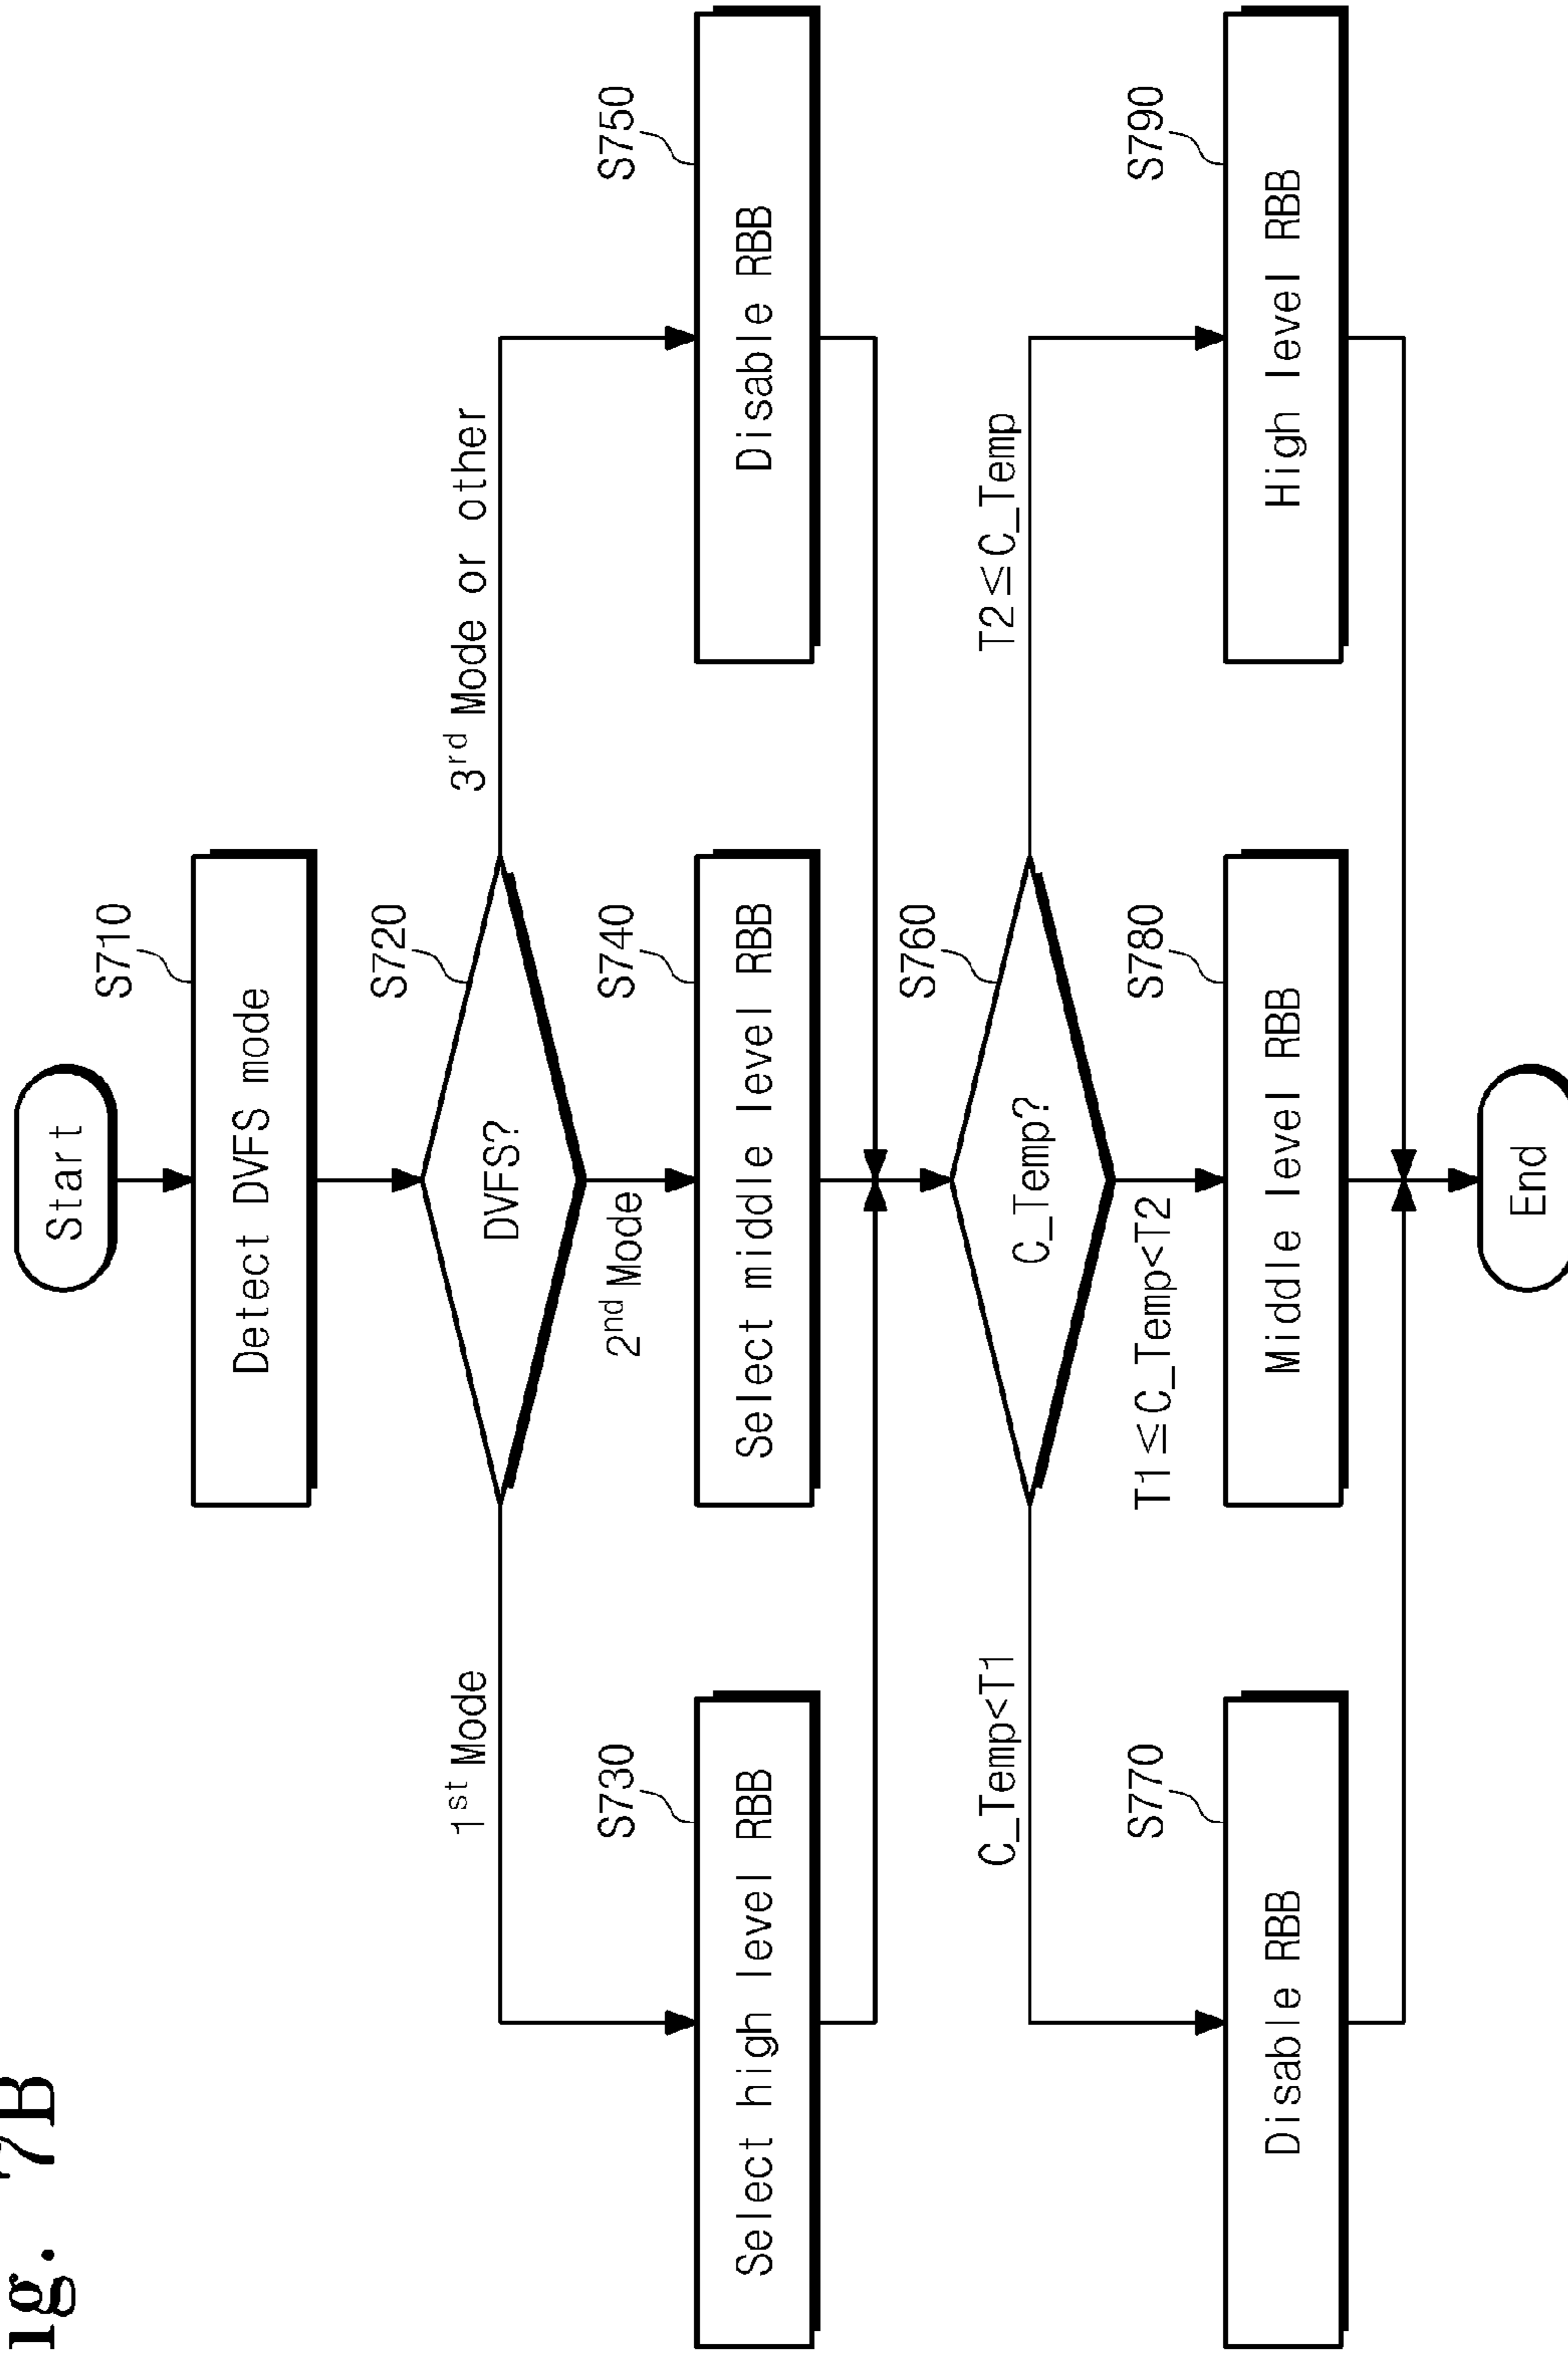 ig. 7B
Start
S710
Detect DVFS mode
S720
DVFS?
1st Mode
2nd Mode
3rd Mode or other
S730
Select high level RBB
S740
Select middle level RBB
S750
Disable RBB
S760
C_Temp?
C_Temp<T1
T1≤C_Temp<T2
T2≤C_Temp
S770
Disable RBB
S780
Middle level RBB
S790
High level RBB
End